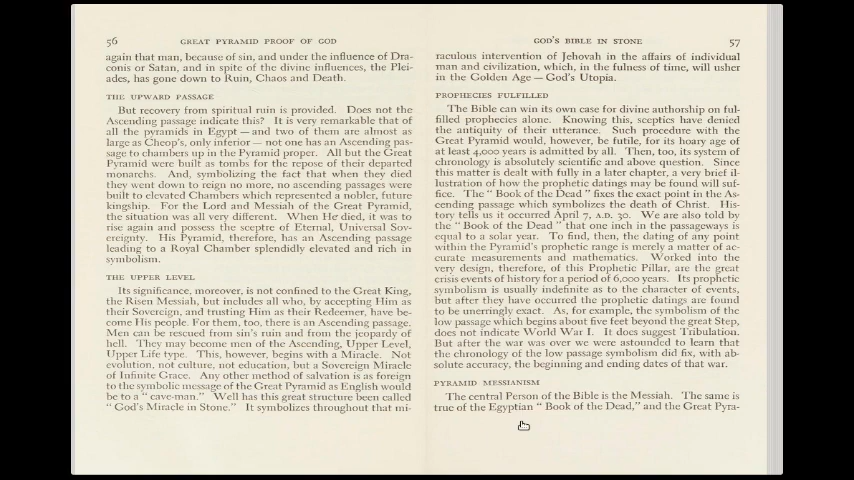 56 GREAT PYRAMID PROOF OF GOD
again that man, because of sin, and under the influence of Dra-
conis or Satan, and in spite of the divine influences, the Plei-
ades, has gone down to Ruin, Chaos and Death.
THE UPWARD PASSAGE
But recovery from spiritual ruin is provided. Does not the
Ascending passage indicate this? It is very remarkable that of
all the pyramids in Egypt — and two of them are almost as
large as Cheop's, only inferior — not one has an Ascending pas-
sage to chambers up in the Pyramid proper. All but the Great
Pyramid were built as tombs for the repose of their departed
monarchs. And, symbolizing the fact that when they died
they went down to reign no more, no ascending passages were
built to elevated Chambers which represented a nobler, future
kingship. For the Lord and Messiah of the Great Pyramid,
the situation was all very different. When He died, it was to
rise again and possess the sceptre of Eternal, Universal Sov-
ereignty. His Pyramid, therefore, has an Ascending passage
leading to a Royal Chamber splendidly elevated and rich in
symbolism.
THE UPPER LEVEL
Its significance, moreover, is not confined to the Great King,
the Risen Messiah, but includes all who, by accepting Him as
their Sovereign, and trusting Him as their Redeemer, have be-
come His people. For them, too, there is an Ascending passage.
Men can be rescued from sin's ruin and from the jeopardy of
hell. They may become men of the Ascending, Upper Level,
Upper Life type. This, however, begins with a Miracle. Not
evolution, not culture, not education, but a Sovereign Miracle
of Infinite Grace. Any other method of salvation is as foreign
to the symbolic message of the Great Pyramid as English would
be to a " cave-man." Well has this great structure been called
" God's Miracle in Stone." It symbolizes throughout that mi-
GOD'S BIBLE IN STONE 57
raculous intervention of Jehovah in the affairs of individual
man and civilization, which, in the fulness of time, will usher
in the Golden Age — God's Utopia.
PROPHECIES FULFILLED
The Bible can win its own case for divine authorship on ful-
filled prophecies alone. Knowing this, sceptics have denied
the antiquity of their utterance. Such procedure with the
Great Pyramid would, however, be futile, for its hoary age of
at least 4,000 years is admitted by all. Then, too, its system of
chronology is absolutely scientific and above question. Since
this matter is dealt with fully in a later chapter, a very brief il-
lustration of how the prophetic datings may be found will suf-
fice. The " Book of the Dead " fixes the exact point in the As-
cending passage which symbolizes the death of Christ. His-
tory tells us it occurred April 7, A.D. 30. We are also told by
the " Book of the Dead " that one inch in the passageways is
equal to a solar year. To find, then, the dating of any point
within the Pyramid's prophetic range is merely a matter of ac-
curate measurements and mathematics. Worked into the
very design, therefore, of this Prophetic Pillar, are the great
crisis events of history for a period of 6,000 years. Its prophetic
symbolism is usually indefinite as to the character of events,
but after they have occurred the prophetic datings are found
to be unerringly exact. As, for example, the symbolism of the
low passage which begins about five feet beyond the great Step,
does not indicate World War I. It does suggest Tribulation.
But after the war was over we were astounded to learn that
the chronology of the low passage symbolism did fix, with ab-
solute accuracy, the beginning and ending dates of that war.
PYRAMID MESSIANISM
The central Person of the Bible is the Messiah. The same is
true of the Egyptian " Book of the Dead," and the Great Pyra-